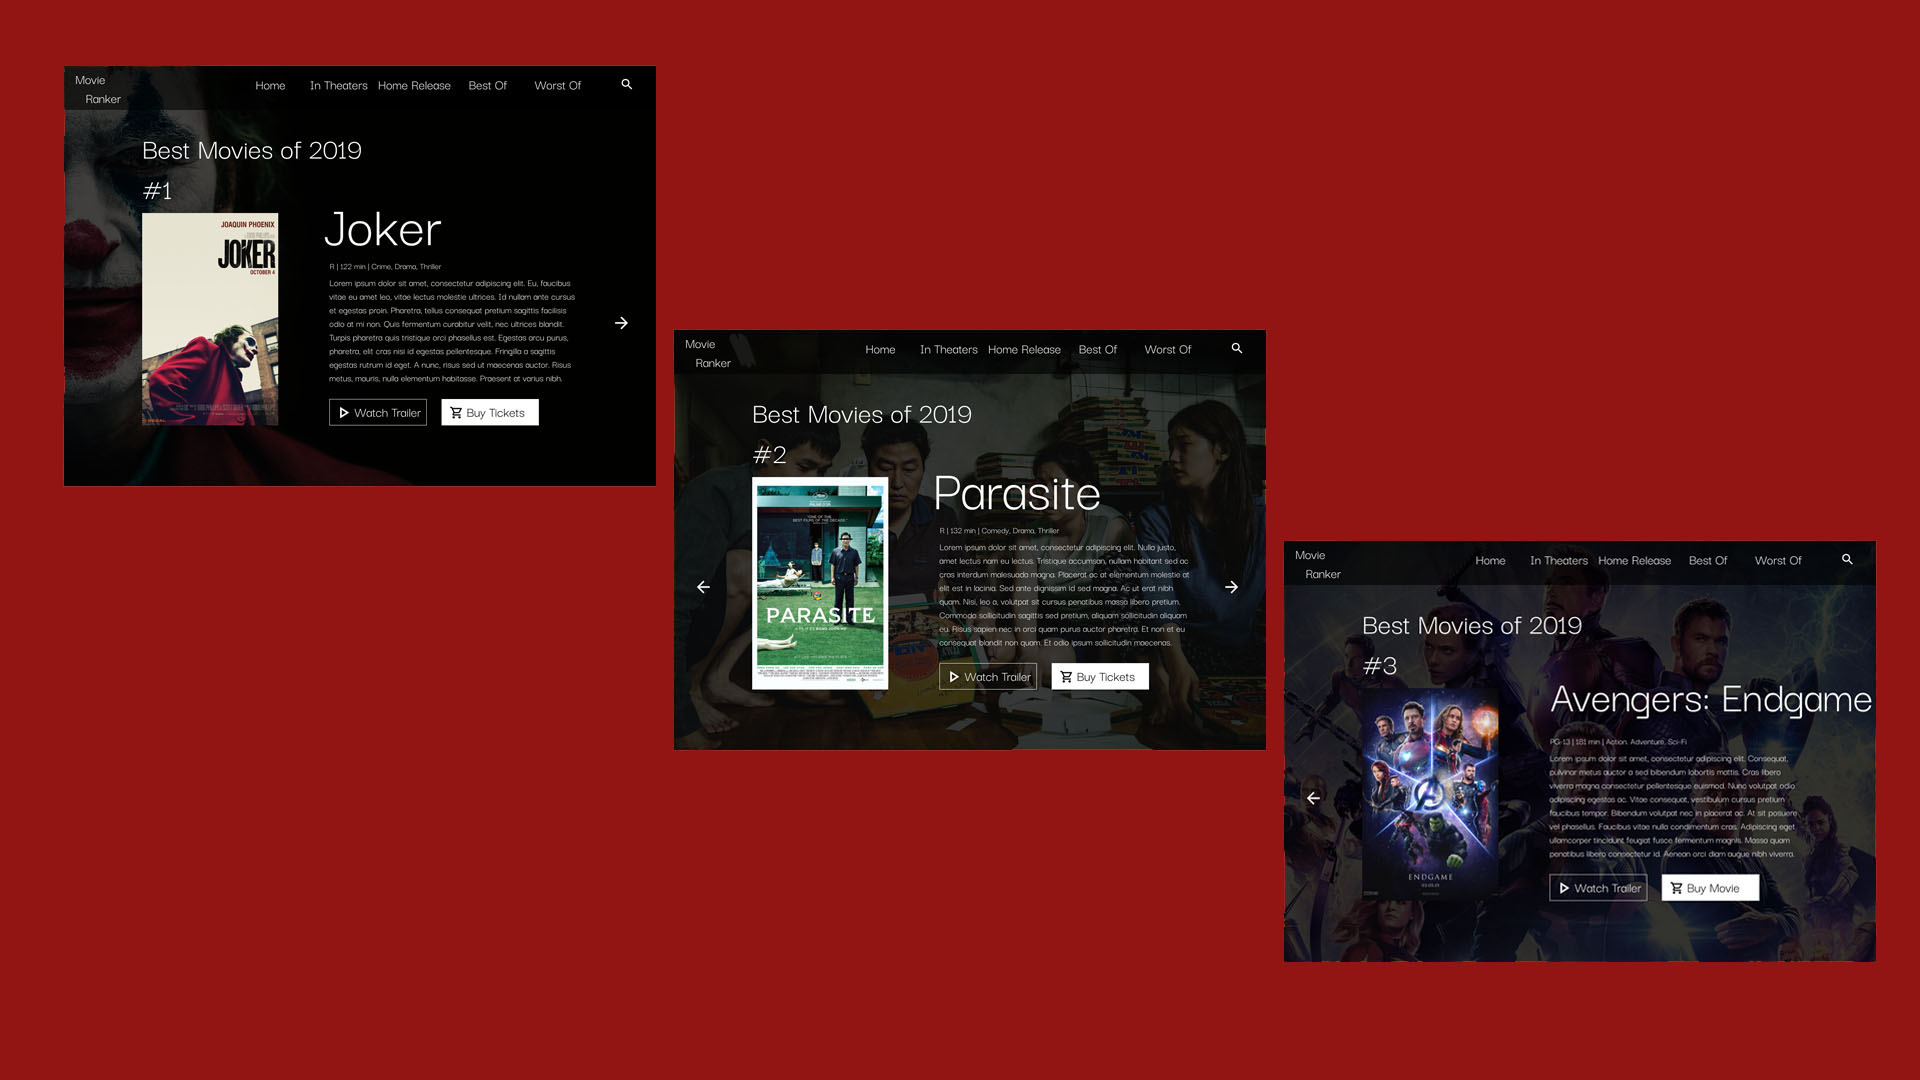 Movie
Ranker
Home In Theaters Home Release Best Of Worst Of
Best Movies of 2019
#1
JOAQUIN PHOENIX
JOKER
OCTOBER 4
Joker
R | 122 min | Crime, Drama, Thriller
Lorem ipsum dolor sit amet, consectetur adipiscing elit. Eu, faucibus
vitae eu amet leo, vitae lectus molestie ultrices. Id nullam ante cursus
et egestas proin. Pharetra, tellus consequat pretium sagittis facilisis
odio at mi non. Quis fermentum curabitur velit, nec ultrices blandit.
Turpis pharetra quis tristique orci phasellus est. Egestas arcu purus,
pharetra, elit cras nisi id egestas pellentesque. Fringilla a sagittis
egestas rutrum id eget. A nunc, risus sed ut maecenas auctor. Risus
metus, mauris, nulla elementum habitasse. Praesent at varius nibh.
Watch Trailer Buy Tickets
Movie
Ranker
Home In Theaters Home Release Best Of Worst Of
Best Movies of 2019
#2
"ONE OF THE
BEST FILMS OF THE DECADE."
PARASITE
Parasite
R | 132 min | Comedy, Drama, Thriller
Lorem ipsum dolor sit amet, consectetur adipiscing elit. Nulla justo,
amet lectus nam eu lectus. Tristique accumsan, nullam habitant sed ac
cras interdum malesuada magna. Placerat ac at elementum molestie at
elit est in lacinia. Sed ante dignissim id sed magna. Ac ut erat nibh
quam. Nisi, leo a, volutpat sit cursus penatibus massa libero pretium.
Commodo sollicitudin sagittis sed pretium, aliquam sollicitudin aliquam
eu. Risus sapien nec in orci quam purus auctor pharetra. Et non et eu
consequat blandit non quam. Et odio ipsum sollicitudin maecenas.
Watch Trailer Buy Tickets
Movie
Ranker
Home In Theaters Home Release Best Of Worst Of
Best Movies of 2019
#3
ENDGAME
Avengers: Endgame
PG-13 | 181 min | Action, Adventure, Sci-Fi
Lorem ipsum dolor sit amet, consectetur adipiscing elit. Consequat,
pulvinar metus auctor a sed bibendum lobortis mattis. Cras libero
viverra magna consectetur pellentesque euismod. Nunc volutpat odio
adipiscing egestas ac. Vitae consequat, vestibulum cursus pretium
faucibus tempor. Bibendum volutpat nec in placerat ac. At sit posuere
vel phasellus. Faucibus vitae nulla condimentum cras. Adipiscing eget
ullamcorper tincidunt feugiat fusce fermentum magnis. Massa quam
penatibus libero consectetur id. Aenean orci diam augue nibh viverra.
Watch Trailer Buy Movie